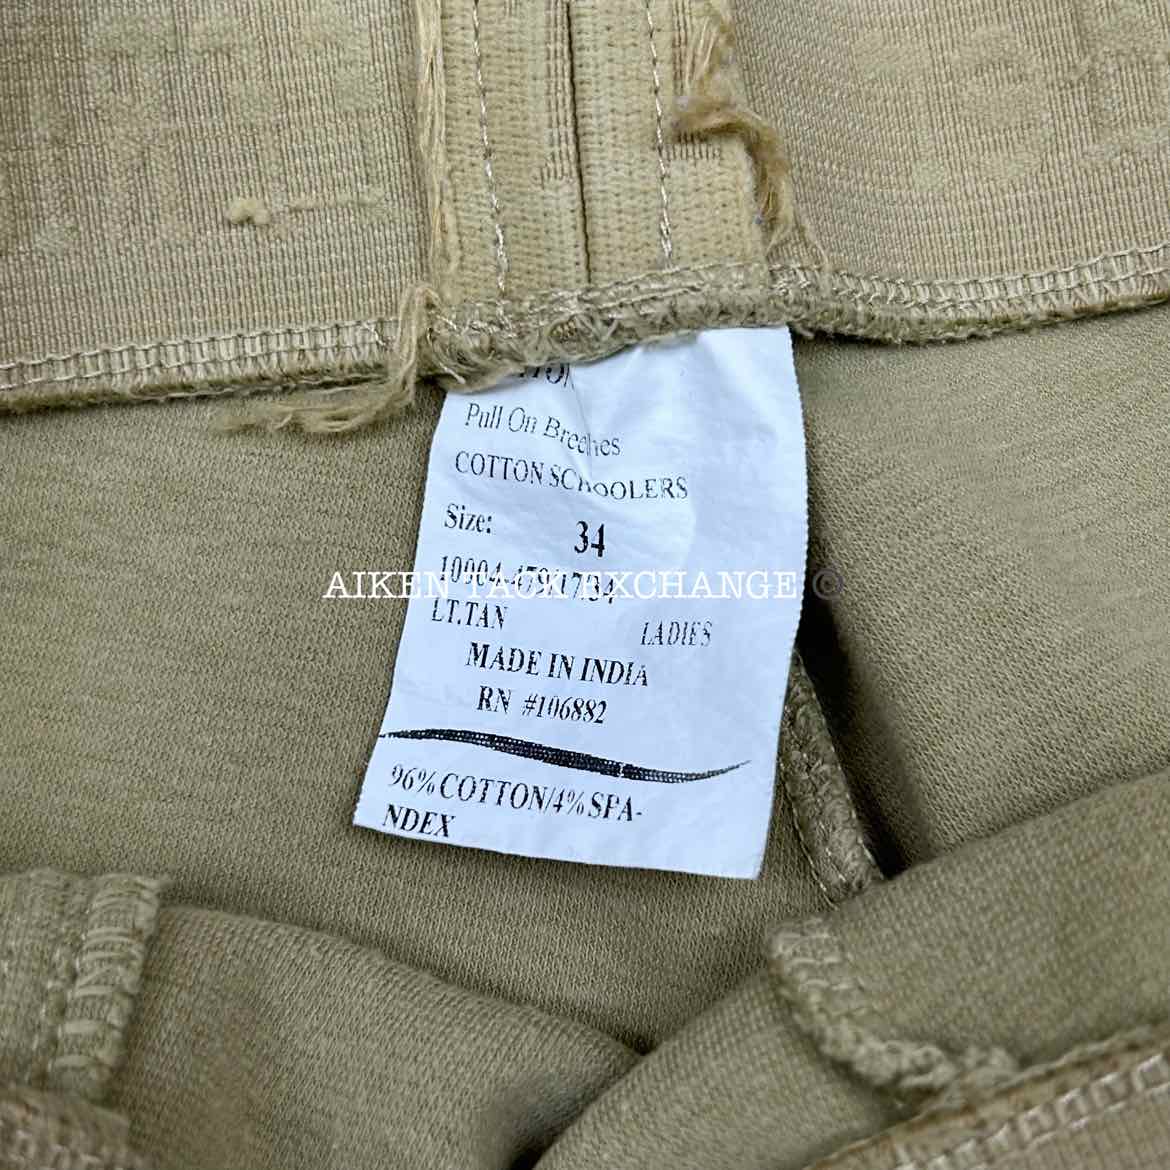 Pull On Breeches
COTTON SCHOOLERS
Size: 34
AIKEN TACK EXCHANGE ©
LT.TAN LADIES
MADE IN INDIA
RN #106882
96% COTTON/4% SPA-
NDEX